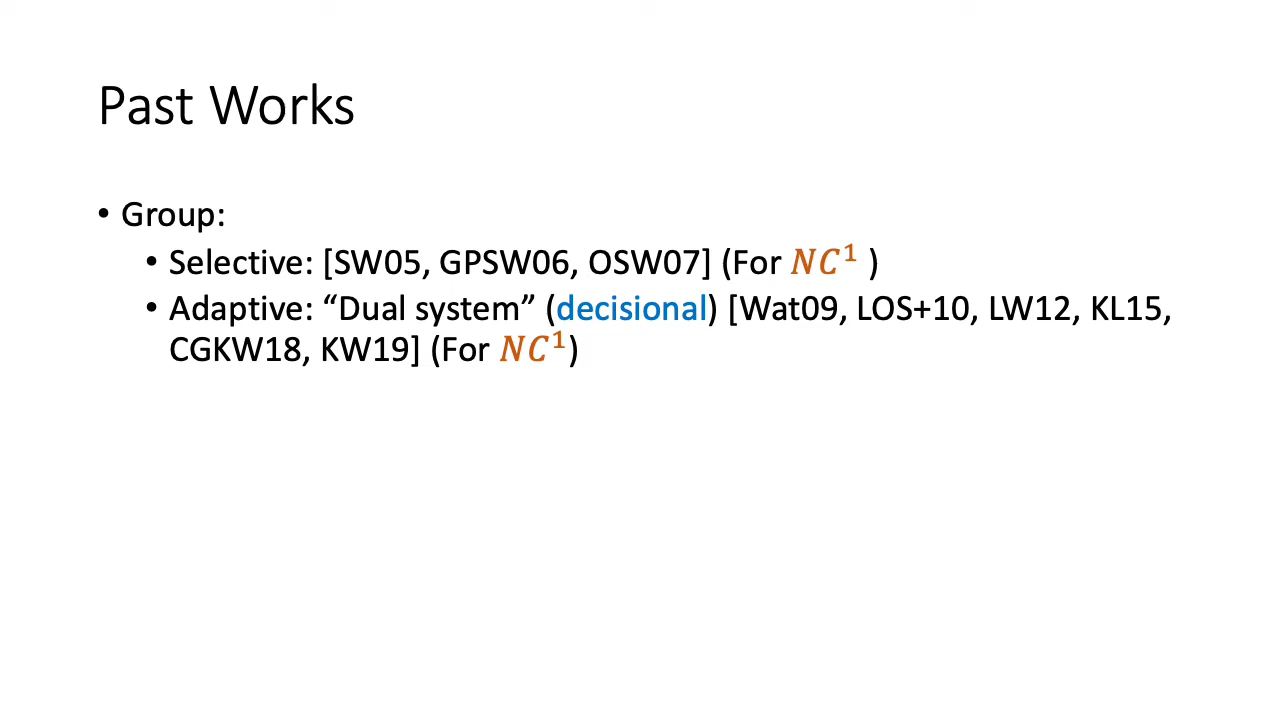 Past Works
• Group:
• Selective: [SW05, GPSW06, OSW07] (For 𝑁𝐶¹ )
• Adaptive: “Dual system” (decisional) [Wat09, LOS+10, LW12, KL15,
CGKW18, KW19] (For 𝑁𝐶¹)